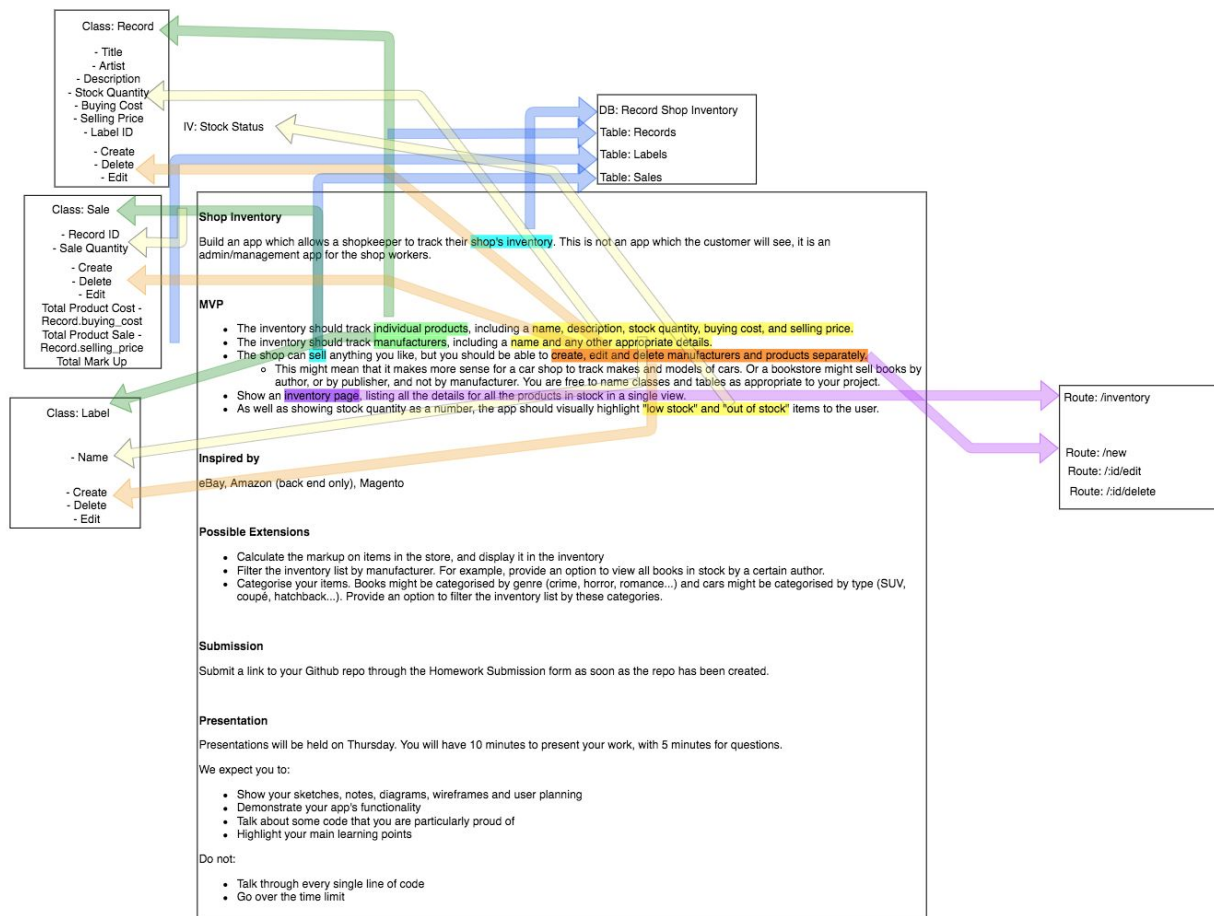 Class: Record
- Title
- Artist
- Description
- Stock Quantity
- Buying Cost
- Selling Price
- Label ID
- Create
- Delete
- Edit
IV: Stock Status
DB: Record Shop Inventory
Table: Records
Table: Labels
Table: Sales
Class: Sale
- Record ID
- Sale Quantity
- Create
- Delete
- Edit
Total Product Cost -
Record.buying_cost
Total Product Sale -
Record.selling_price
Total Mark Up
Class: Label
- Name
- Create
- Delete
- Edit
Shop Inventory
Build an app which allows a shopkeeper to track their shop's inventory. This is not an app which the customer will see, it is an
admin/management app for the shop workers.
MVP
• The inventory should track individual products, including a name, description, stock quantity, buying cost, and selling price.
• The inventory should track manufacturers, including a name and any other appropriate details.
• The shop can sell anything you like, but you should be able to create, edit and delete manufacturers and products separately.
○ This might mean that it makes more sense for a car shop to track makes and models of cars. Or a bookstore might sell books by
author, or by publisher, and not by manufacturer. You are free to name classes and tables as appropriate to your project.
• Show an inventory page, listing all the details for all the products in stock in a single view.
• As well as showing stock quantity as a number, the app should visually highlight "low stock" and "out of stock" items to the user.
Inspired by
eBay, Amazon (back end only), Magento
Possible Extensions
• Calculate the markup on items in the store, and display it in the inventory
• Filter the inventory list by manufacturer. For example, provide an option to view all books in stock by a certain author.
• Categorise your items. Books might be categorised by genre (crime, horror, romance...) and cars might be categorised by type (SUV,
coupé, hatchback...). Provide an option to filter the inventory list by these categories.
Submission
Submit a link to your Github repo through the Homework Submission form as soon as the repo has been created.
Presentation
Presentations will be held on Thursday. You will have 10 minutes to present your work, with 5 minutes for questions.
We expect you to:
• Show your sketches, notes, diagrams, wireframes and user planning
• Demonstrate your app's functionality
• Talk about some code that you are particularly proud of
• Highlight your main learning points
Do not:
• Talk through every single line of code
• Go over the time limit
Route: /inventory
Route: /new
Route: /:id/edit
Route: /:id/delete